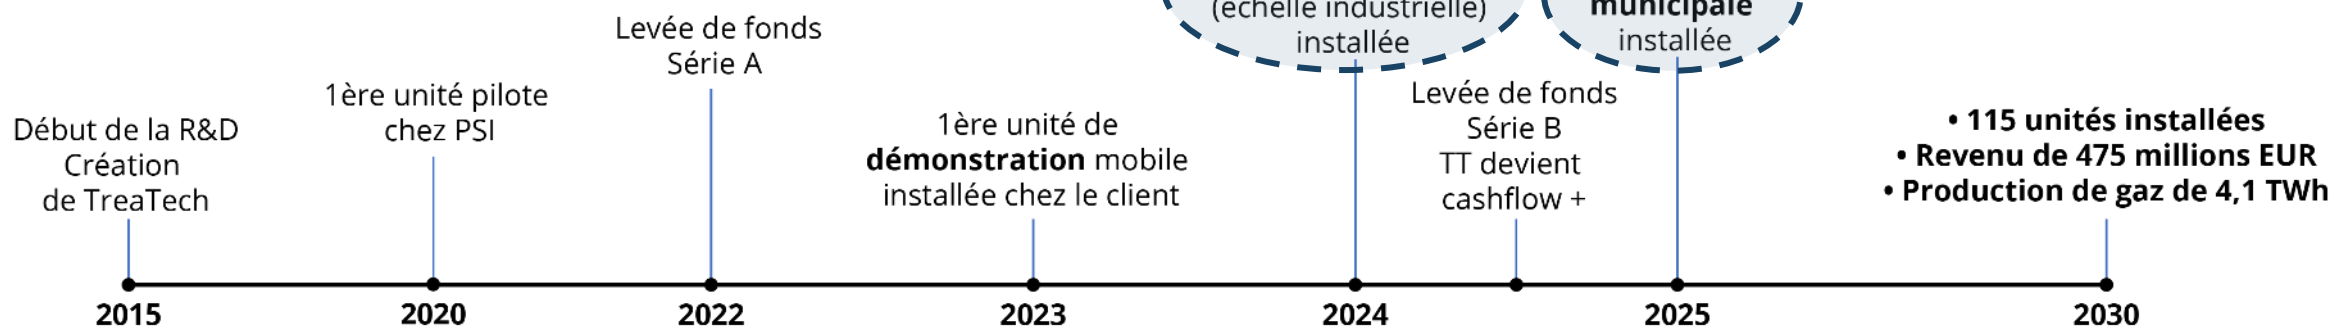 Début de la R&D
Création
de TreaTech
1ère unité pilote
chez PSI
Levée de fonds
Série A
1ère unité de
démonstration mobile
installée chez le client
(échelle industrielle)
installée
Levée de fonds
Série B
TT devient
cashflow +
municipale
installée
• 115 unités installées
• Revenu de 475 millions EUR
• Production de gaz de 4,1 TWh
2015
2020
2022
2023
2024
2025
2030